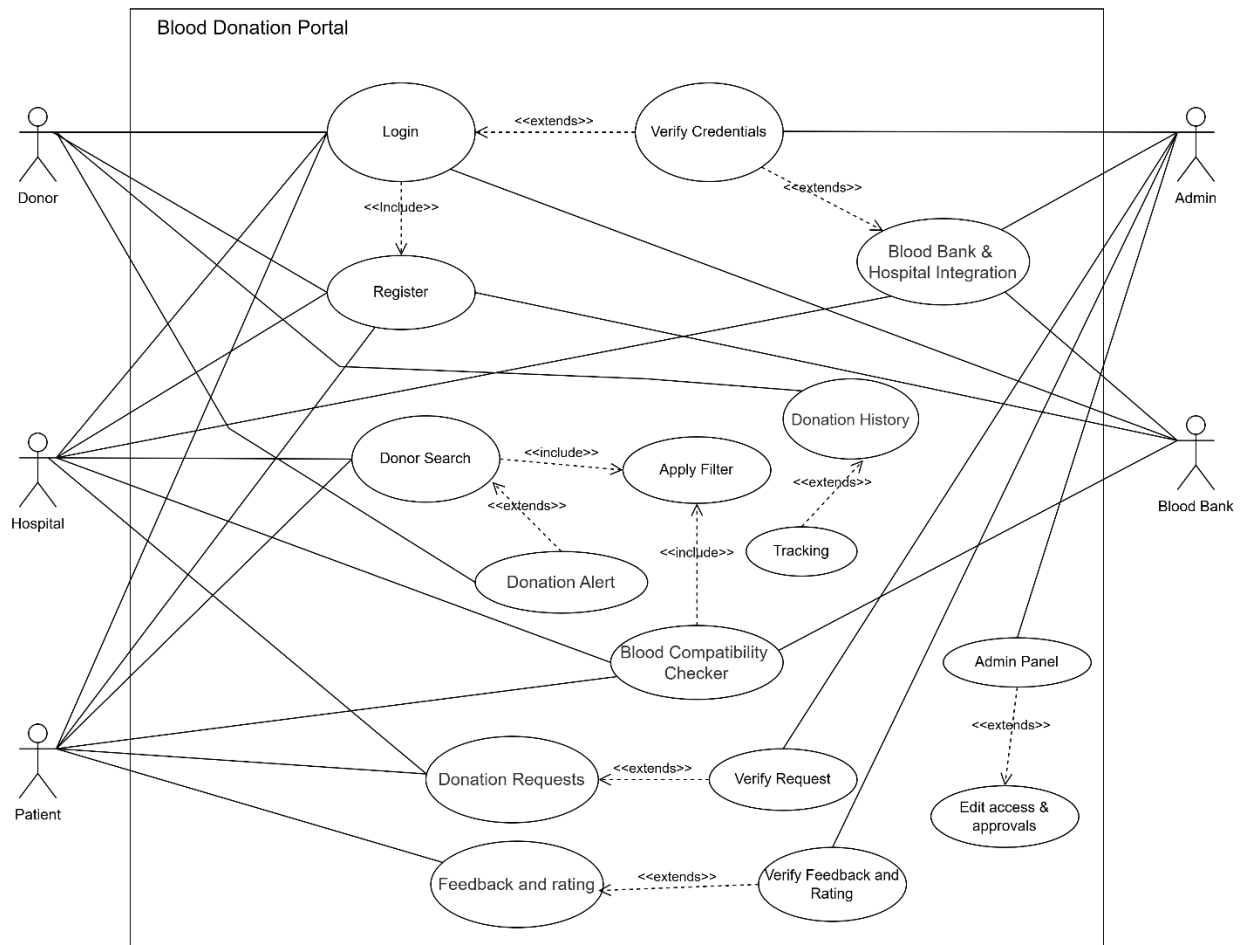 Blood Donation Portal
Login
<<extends>>
Verify Credentials
Donor
Admin
<<Include>>
<<extends>>
Blood Bank &
Hospital Integration
Register
Donation History
Donor Search
<<include>>
Apply Filter
<<extends>>
<<extends>>
Hospital
Blood Bank
Tracking
<<include>>
Donation Alert
Blood Compatibility
Checker
Admin Panel
<<extends>>
Patient
Donation Requests
<<extends>>
Verify Request
Edit access &
approvals
Feedback and rating
<<extends>>
Verify Feedback and
Rating